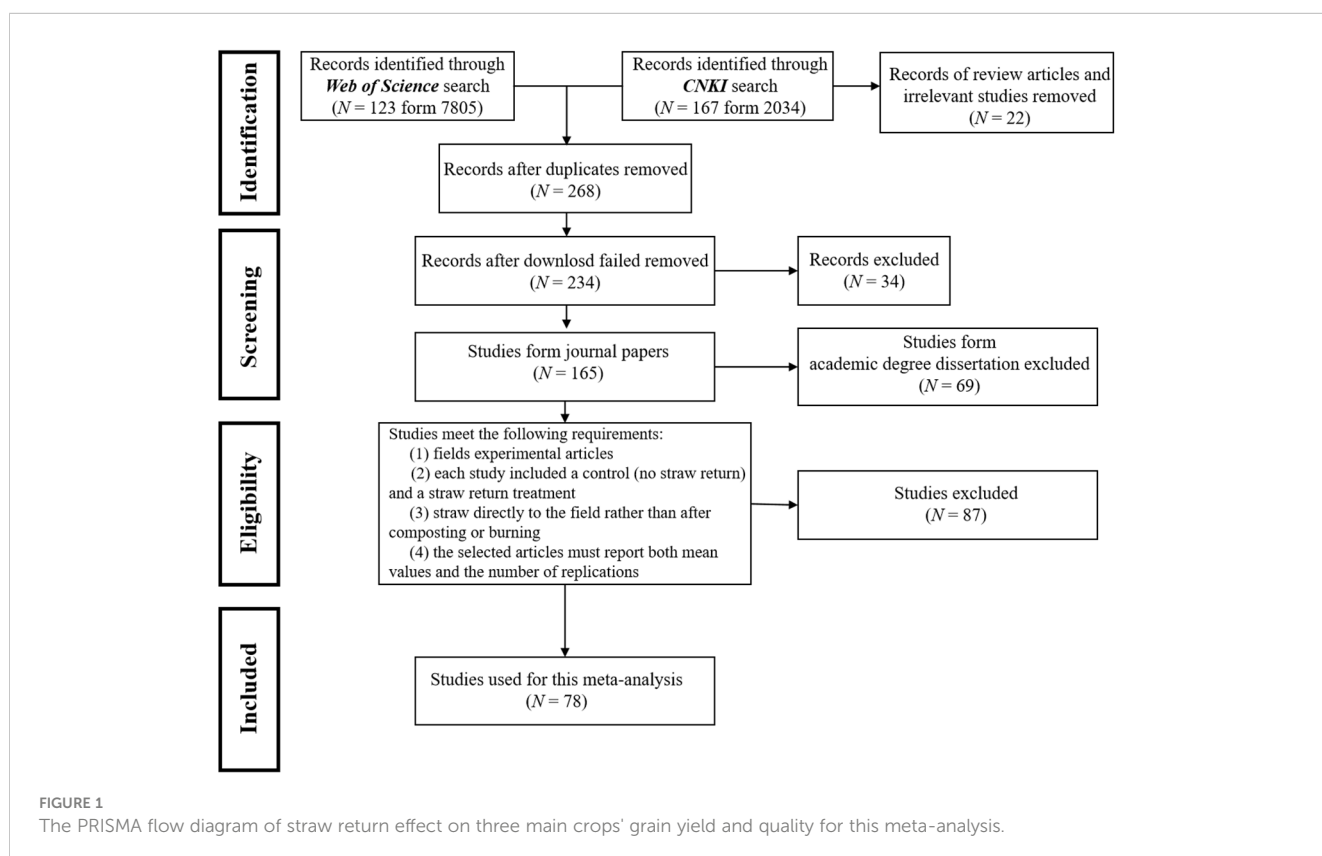 Identification
Records identified through
Web of Science search
(N = 123 form 7805)
Records identified through
CNKI search
(N = 167 form 2034)
Records of review articles and
irrelevant studies removed
(N = 22)
Records after duplicates removed
(N = 268)
Screening
Records after downlosd failed removed
(N = 234)
Records excluded
(N = 34)
Studies form journal papers
(N = 165)
Studies form
academic degree dissertation excluded
(N = 69)
Eligibility
Studies meet the following requirements:
(1) fields experimental articles
(2) each study included a control (no straw return)
and a straw return treatment
(3) straw directly to the field rather than after
composting or burning
(4) the selected articles must report both mean
values and the number of replications
Studies excluded
(N = 87)
Included
Studies used for this meta-analysis
(N = 78)
FIGURE 1
The PRISMA flow diagram of straw return effect on three main crops' grain yield and quality for this meta-analysis.